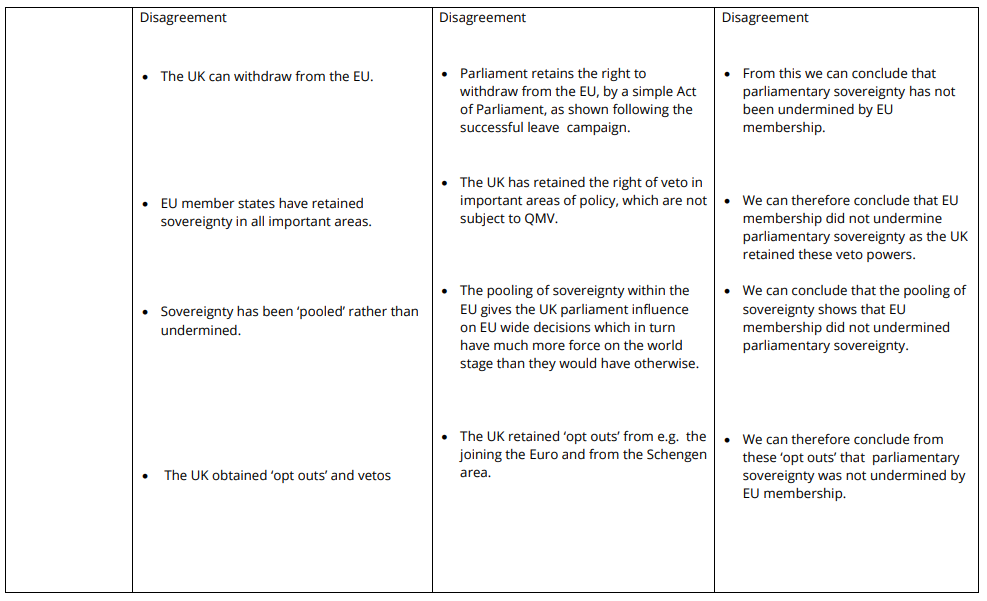 Disagreement
• The UK can withdraw from the EU.
• EU member states have retained
sovereignty in all important areas.
• Sovereignty has been ‘pooled’ rather than
undermined.
• The UK obtained ‘opt outs’ and vetos
Disagreement
• Parliament retains the right to
withdraw from the EU, by a simple Act
of Parliament, as shown following the
successful leave campaign.
• The UK has retained the right of veto in
important areas of policy, which are not
subject to QMV.
• The pooling of sovereignty within the
EU gives the UK parliament influence
on EU wide decisions which in turn
have much more force on the world
stage than they would have otherwise.
• The UK retained ‘opt outs’ from e.g. the
joining the Euro and from the Schengen
area.
Disagreement
• From this we can conclude that
parliamentary sovereignty has not
been undermined by EU
membership.
• We can therefore conclude that EU
membership did not undermine
parliamentary sovereignty as the UK
retained these veto powers.
• We can conclude that the pooling of
sovereignty shows that EU
membership did not undermined
parliamentary sovereignty.
• We can therefore conclude from
these ‘opt outs’ that parliamentary
sovereignty was not undermined by
EU membership.